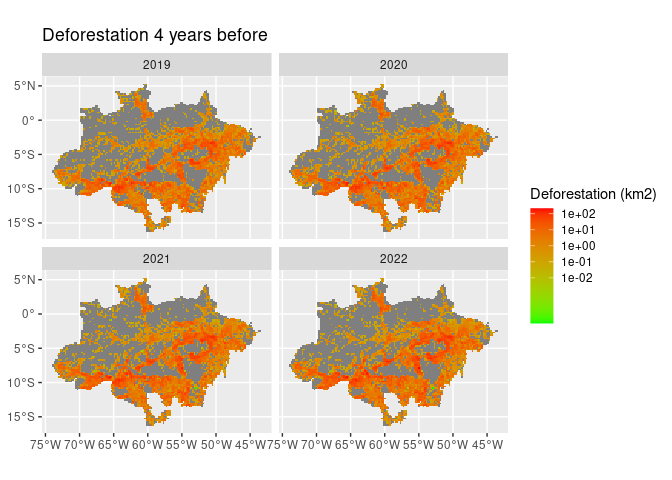 Deforestation 4 years before
2019
2020
5°N
0°
5°S
10°S
15°S
2021
2022
5°N
0°
5°S
10°S
15°S
75°W 70°W 65°W 60°W 55°W 50°W 45°W 75°W 70°W 65°W 60°W 55°W 50°W 45°W
Deforestation (km2)
1e+02
1e+01
1e+00
1e-01
1e-02